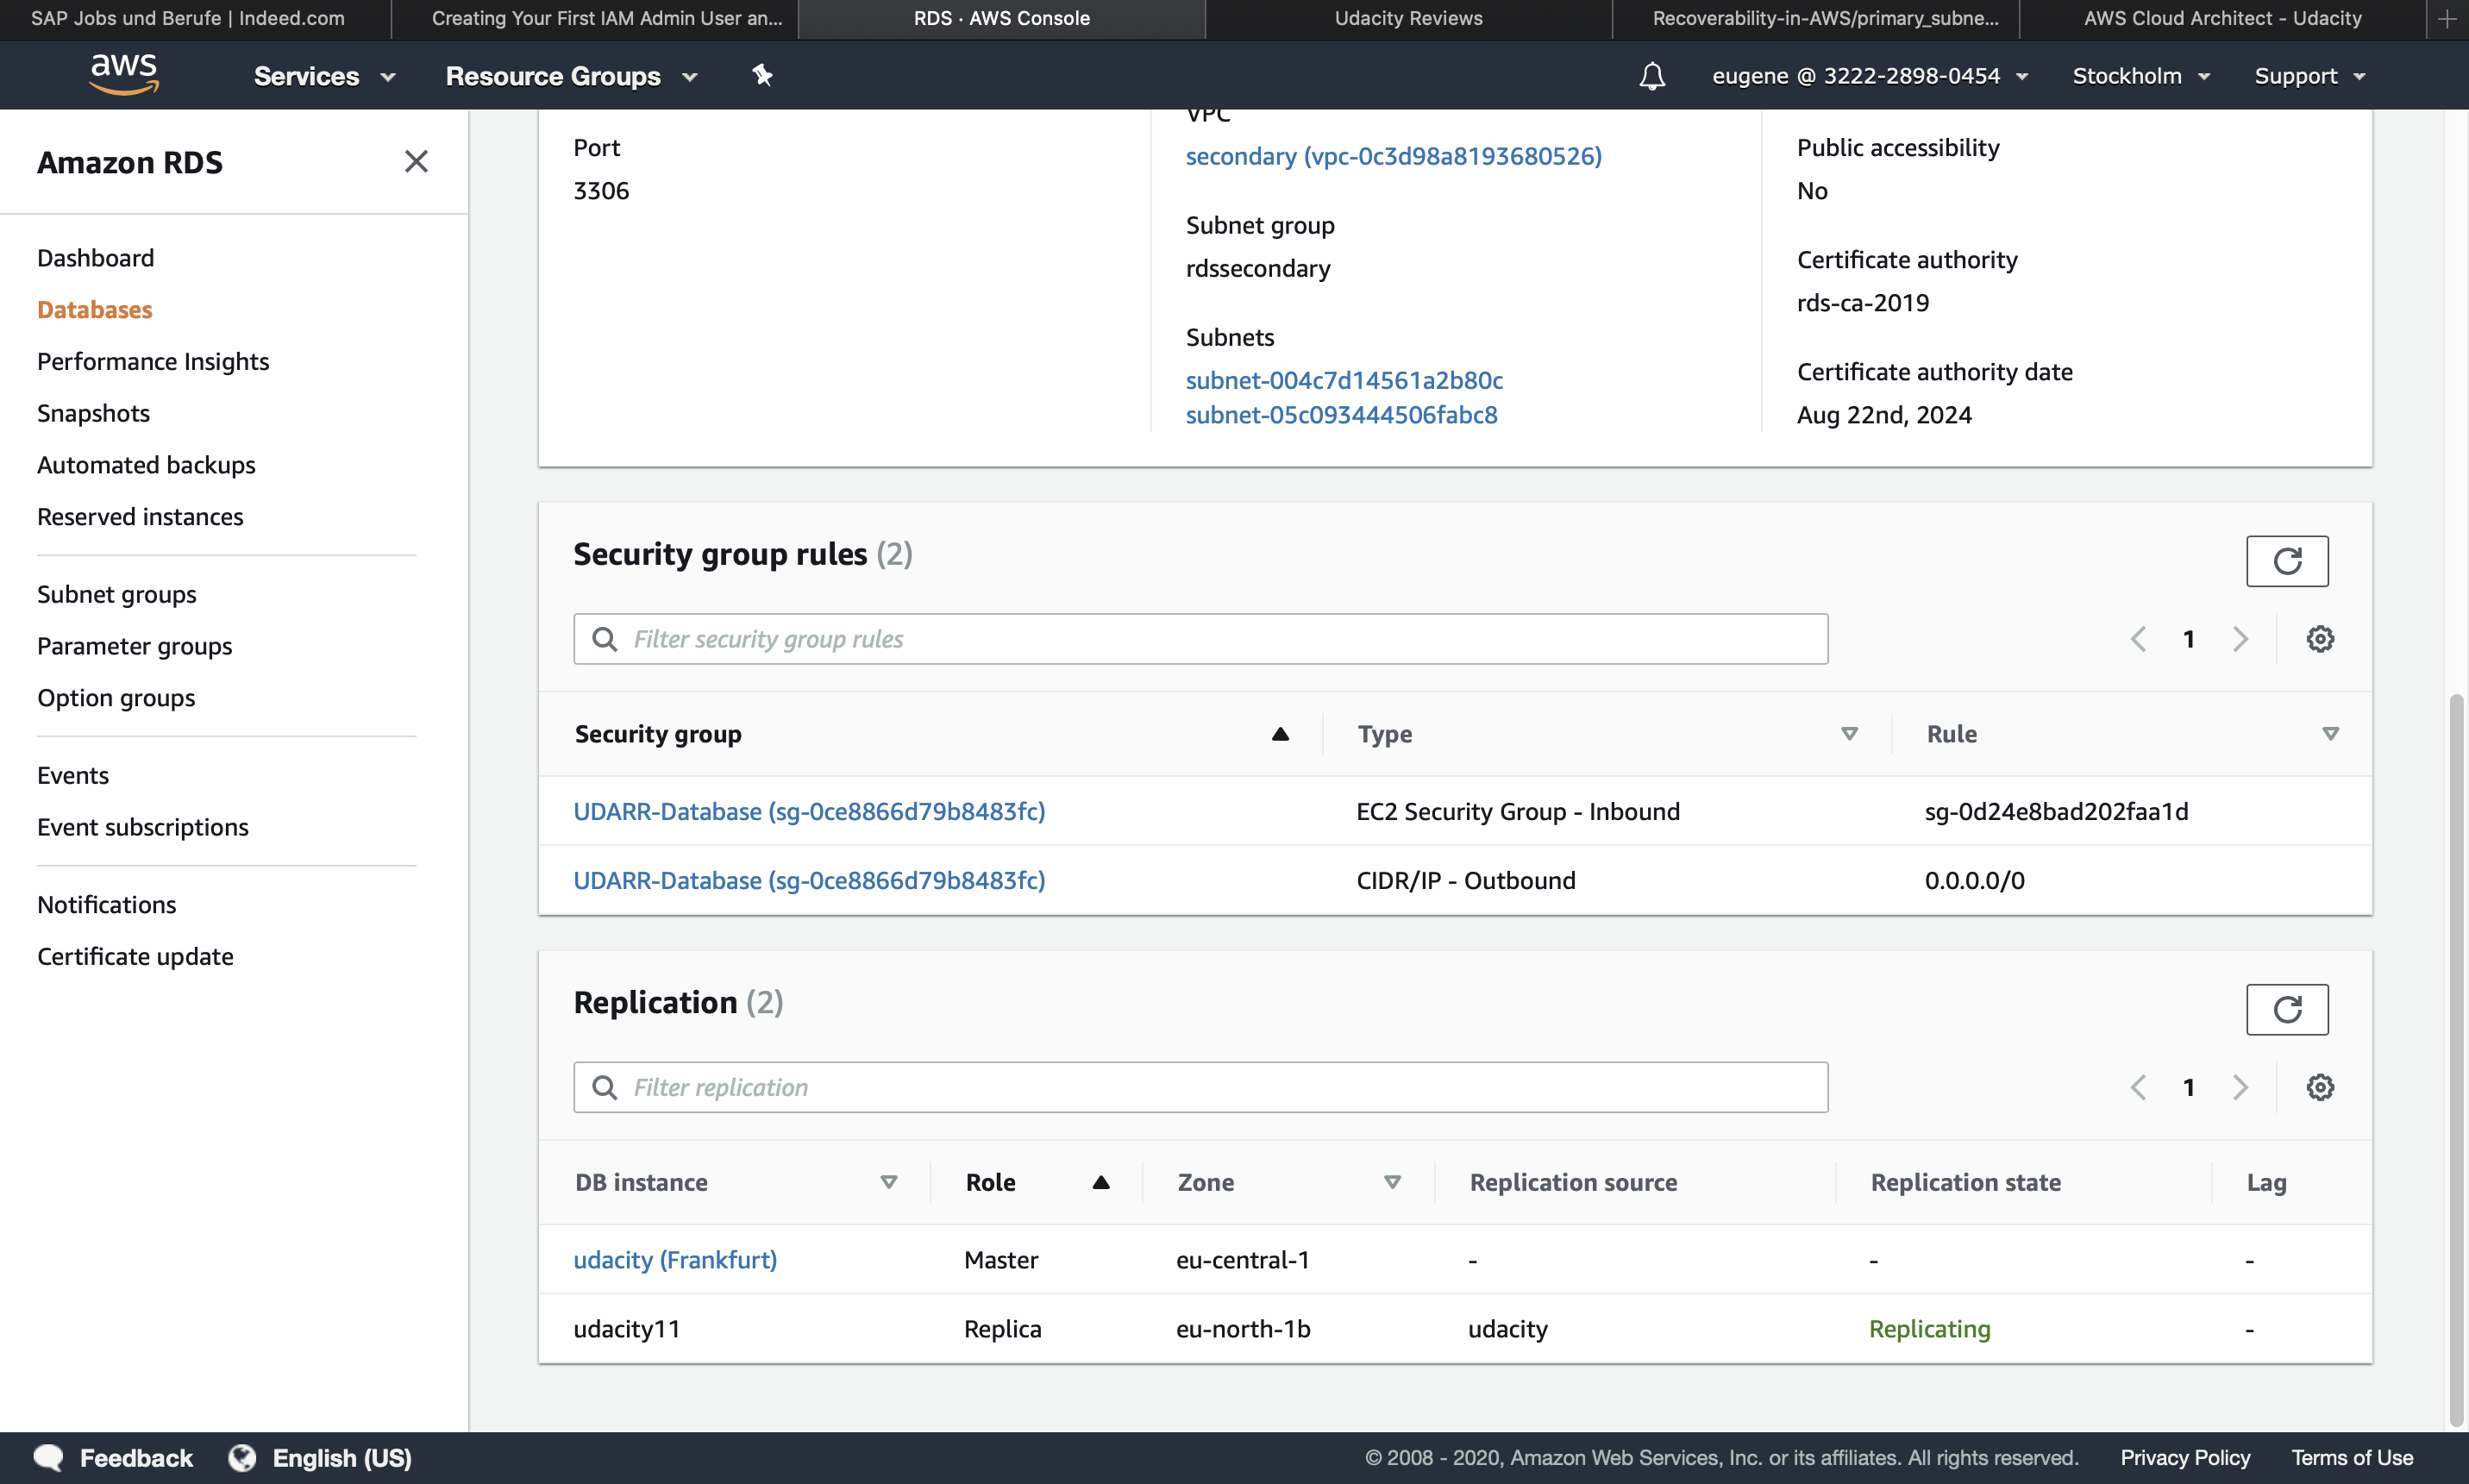 SAP Jobs und Berufe | Indeed.com
Creating Your First IAM Admin User an...
RDS · AWS Console
Udacity Reviews
Recoverability-in-AWS/primary_subne...
AWS Cloud Architect - Udacity
aws
Services
Resource Groups
eugene @ 3222-2898-0454
Stockholm
Support
Amazon RDS
Dashboard
Databases
Performance Insights
Snapshots
Automated backups
Reserved instances
Subnet groups
Parameter groups
Option groups
Events
Event subscriptions
Notifications
Certificate update
Port
3306
VPC
secondary (vpc-0c3d98a8193680526)
Subnet group
rdssecondary
Subnets
subnet-004c7d14561a2b80c
subnet-05c093444506fabc8
Public accessibility
No
Certificate authority
rds-ca-2019
Certificate authority date
Aug 22nd, 2024
Security group rules (2)
Filter security group rules
1
Security group Type Rule
UDARR-Database (sg-0ce8866d79b8483fc) EC2 Security Group - Inbound sg-0d24e8bad202faa1d
UDARR-Database (sg-0ce8866d79b8483fc) CIDR/IP - Outbound 0.0.0.0/0
Replication (2)
Filter replication
1
DB instance Role Zone Replication source Replication state Lag
udacity (Frankfurt) Master eu-central-1 - - -
udacity11 Replica eu-north-1b udacity Replicating -
Feedback
English (US)
© 2008 - 2020, Amazon Web Services, Inc. or its affiliates. All rights reserved.
Privacy Policy
Terms of Use